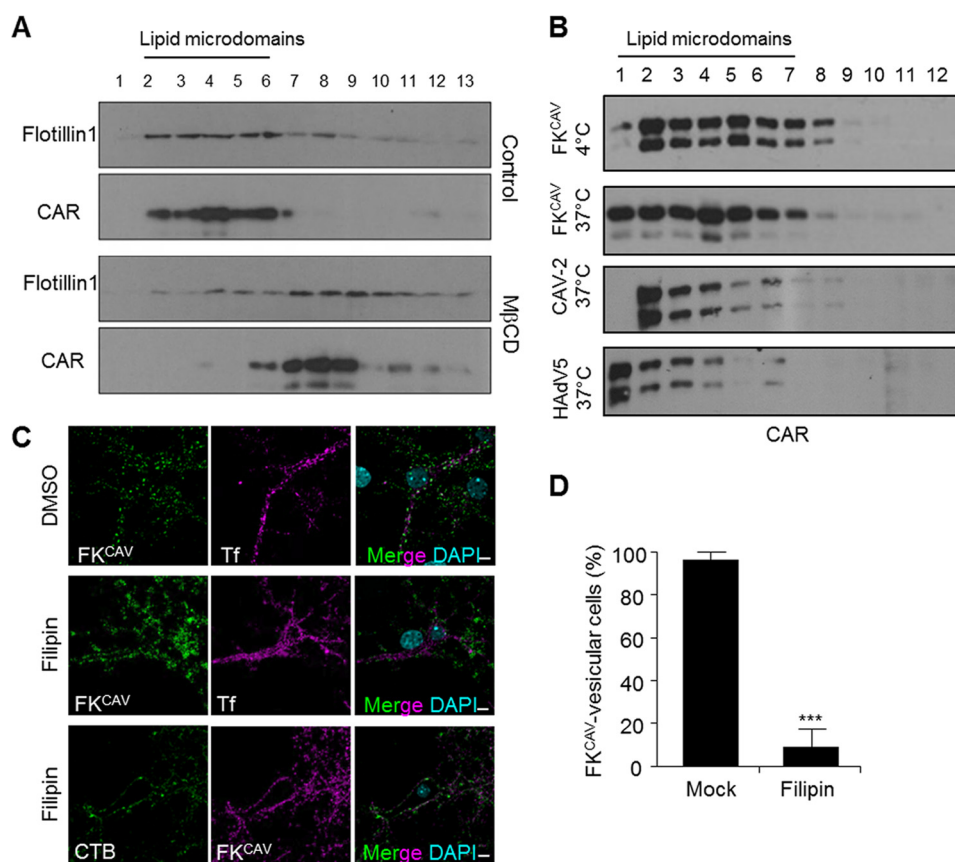 A
Lipid microdomains
1 2 3 4 5 6 7 8 9 10 11 12 13
Flotillin1
CAR
Control
Flotillin1
CAR
MβCD
B
Lipid microdomains
1 2 3 4 5 6 7 8 9 10 11 12
FKCAV
4°C
FKCAV
37°C
CAV-2
37°C
HAdV5
37°C
CAR
C
DMSO
FKCAV
Tf
Merge DAPI
Filipin
FKCAV
Tf
Merge DAPI
Filipin
CTB
FKCAV
Merge DAPI
D
FKCAV-vesicular cells (%)
100
80
60
40
20
0
***
Mock Filipin